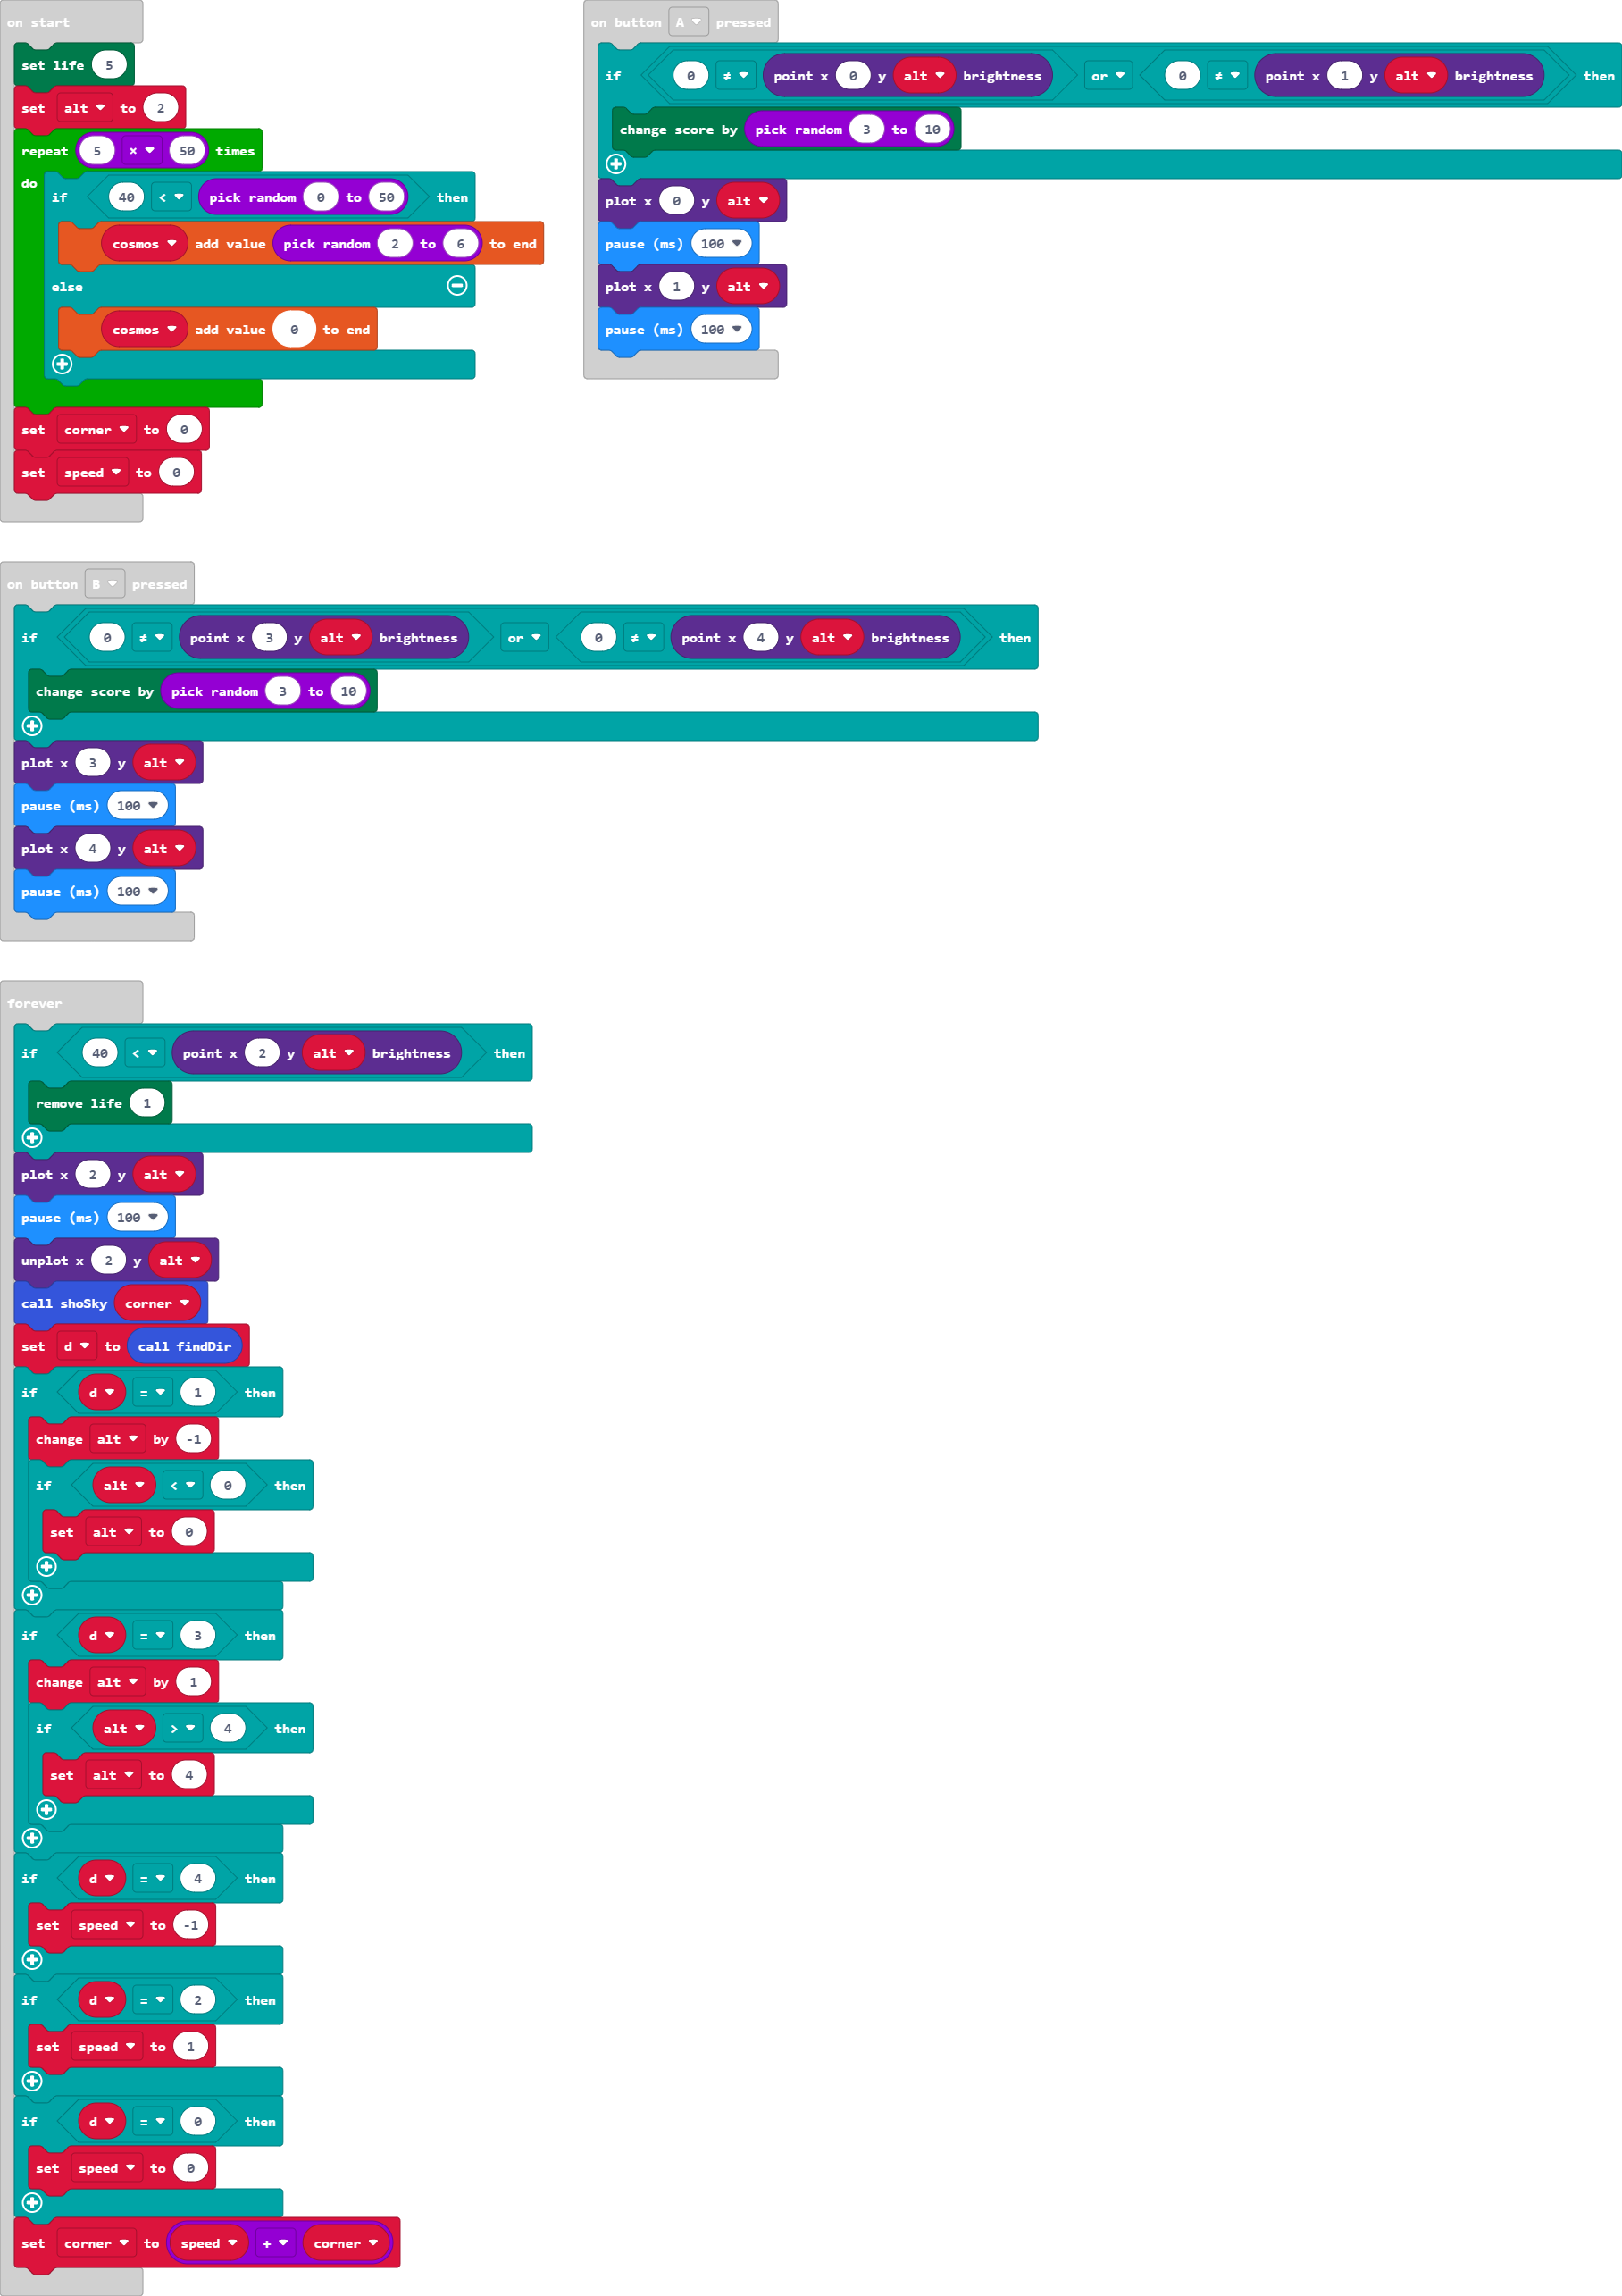 on start
set life 5
set alt to 2
repeat 5 × 50 times
do
if 40 < pick random 0 to 50 then
cosmos add value pick random 2 to 6 to end
else
cosmos add value 0 to end
set corner to 0
set speed to 0
on button A pressed
if 0 ≠ point x 0 y alt brightness or 0 ≠ point x 1 y alt brightness then
change score by pick random 3 to 10
plot x 0 y alt
pause (ms) 100
plot x 1 y alt
pause (ms) 100
on button B pressed
if 0 ≠ point x 3 y alt brightness or 0 ≠ point x 4 y alt brightness then
change score by pick random 3 to 10
plot x 3 y alt
pause (ms) 100
plot x 4 y alt
pause (ms) 100
forever
if 40 < point x 2 y alt brightness then
remove life 1
plot x 2 y alt
pause (ms) 100
unplot x 2 y alt
call shoSky corner
set d to call findDir
if d = 1 then
change alt by -1
if alt < 0 then
set alt to 0
if d = 3 then
change alt by 1
if alt > 4 then
set alt to 4
if d = 4 then
set speed to -1
if d = 2 then
set speed to 1
if d = 0 then
set speed to 0
set corner to speed + corner